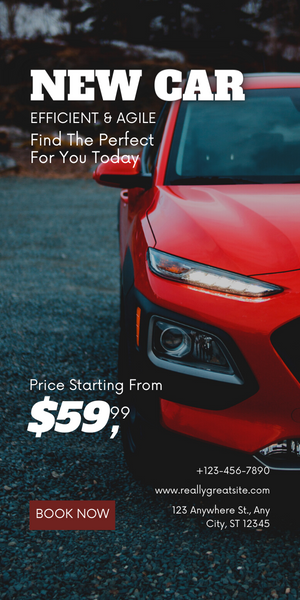 NEW CAR
EFFICIENT & AGILE
Find The Perfect
For You Today
Price Starting From
$59,99
+123-456-7890
www.reallygreatsite.com
123 Anywhere St., Any
City, ST 12345
BOOK NOW